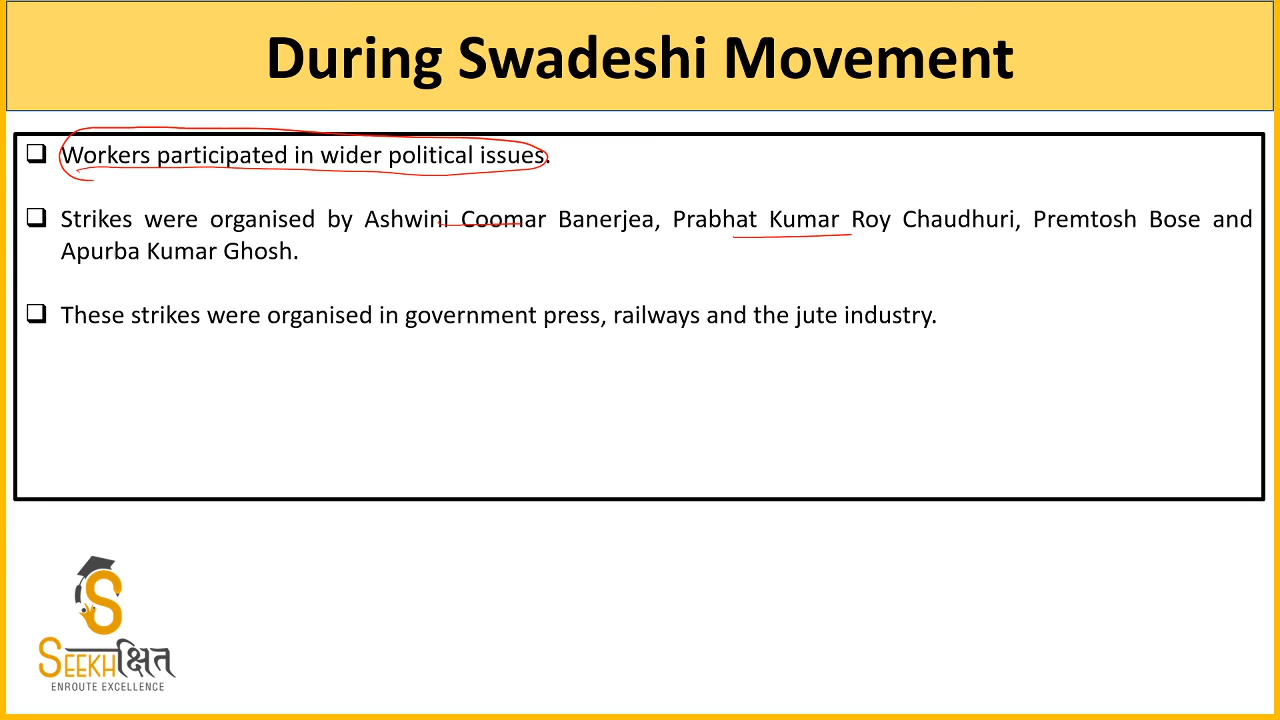 During Swadeshi Movement
❑ Workers participated in wider political issues.
❑ Strikes were organised by Ashwini Coomar Banerjea, Prabhat Kumar Roy Chaudhuri, Premtosh Bose and
Apurba Kumar Ghosh.
❑ These strikes were organised in government press, railways and the jute industry.
S
SEEKHक्षित
ENROUTE EXCELLENCE